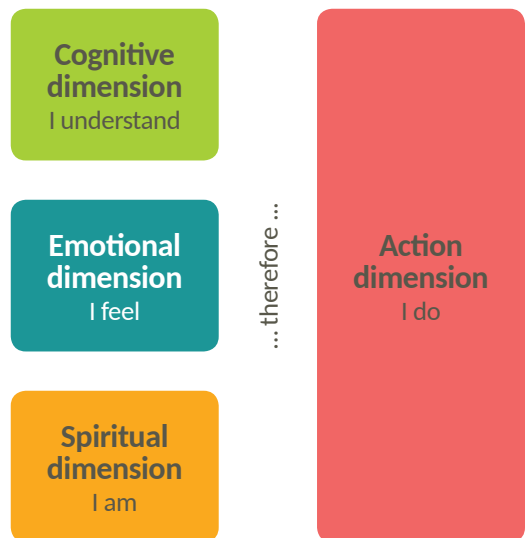 Cognitive
dimension
I understand
Emotional
dimension
I feel
Spiritual
dimension
I am
... therefore ...
Action
dimension
I do